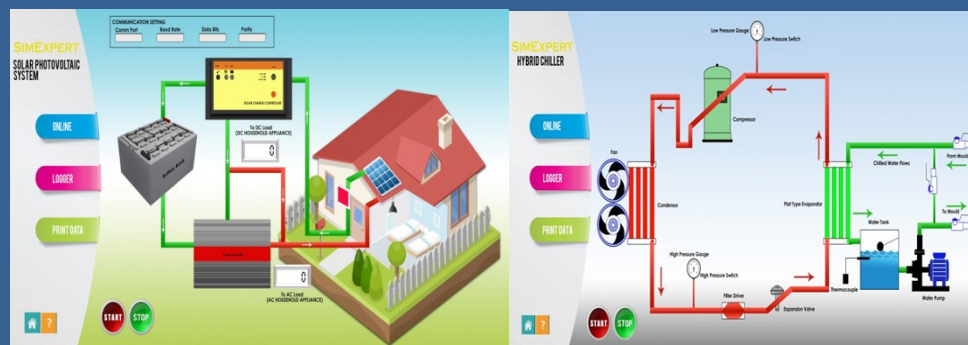 COMMUNICATION SETTING
Comm Port Baud Rate Data Bits Parity
SIMEXPERT
SOLAR PHOTOVOLTAIC
SYSTEM
SOLAR CHARGE CONTROLLER
To DC Load
(DC HOUSEHOLD APPLIANCE)
0
ONLINE
LOGGER
PRINT DATA
Battery Bank
0
To AC Load
(AC HOUSEHOLD APPLIANCE)
START
STOP
?
SIMEXPERT
HYBRID CHILLER
Low Pressure Gauge
Low Pressure Switch
Compressor
ONLINE
LOGGER
PRINT DATA
Fan
Condensor
Chilled Water Flows
From Mould
Plat Type Evaporator
To Mould
Water Tank
High Pressure Gauge
High Pressure Switch
Thermocouple
Water Pump
Filler Drier
Expansion Valve
START
STOP
?